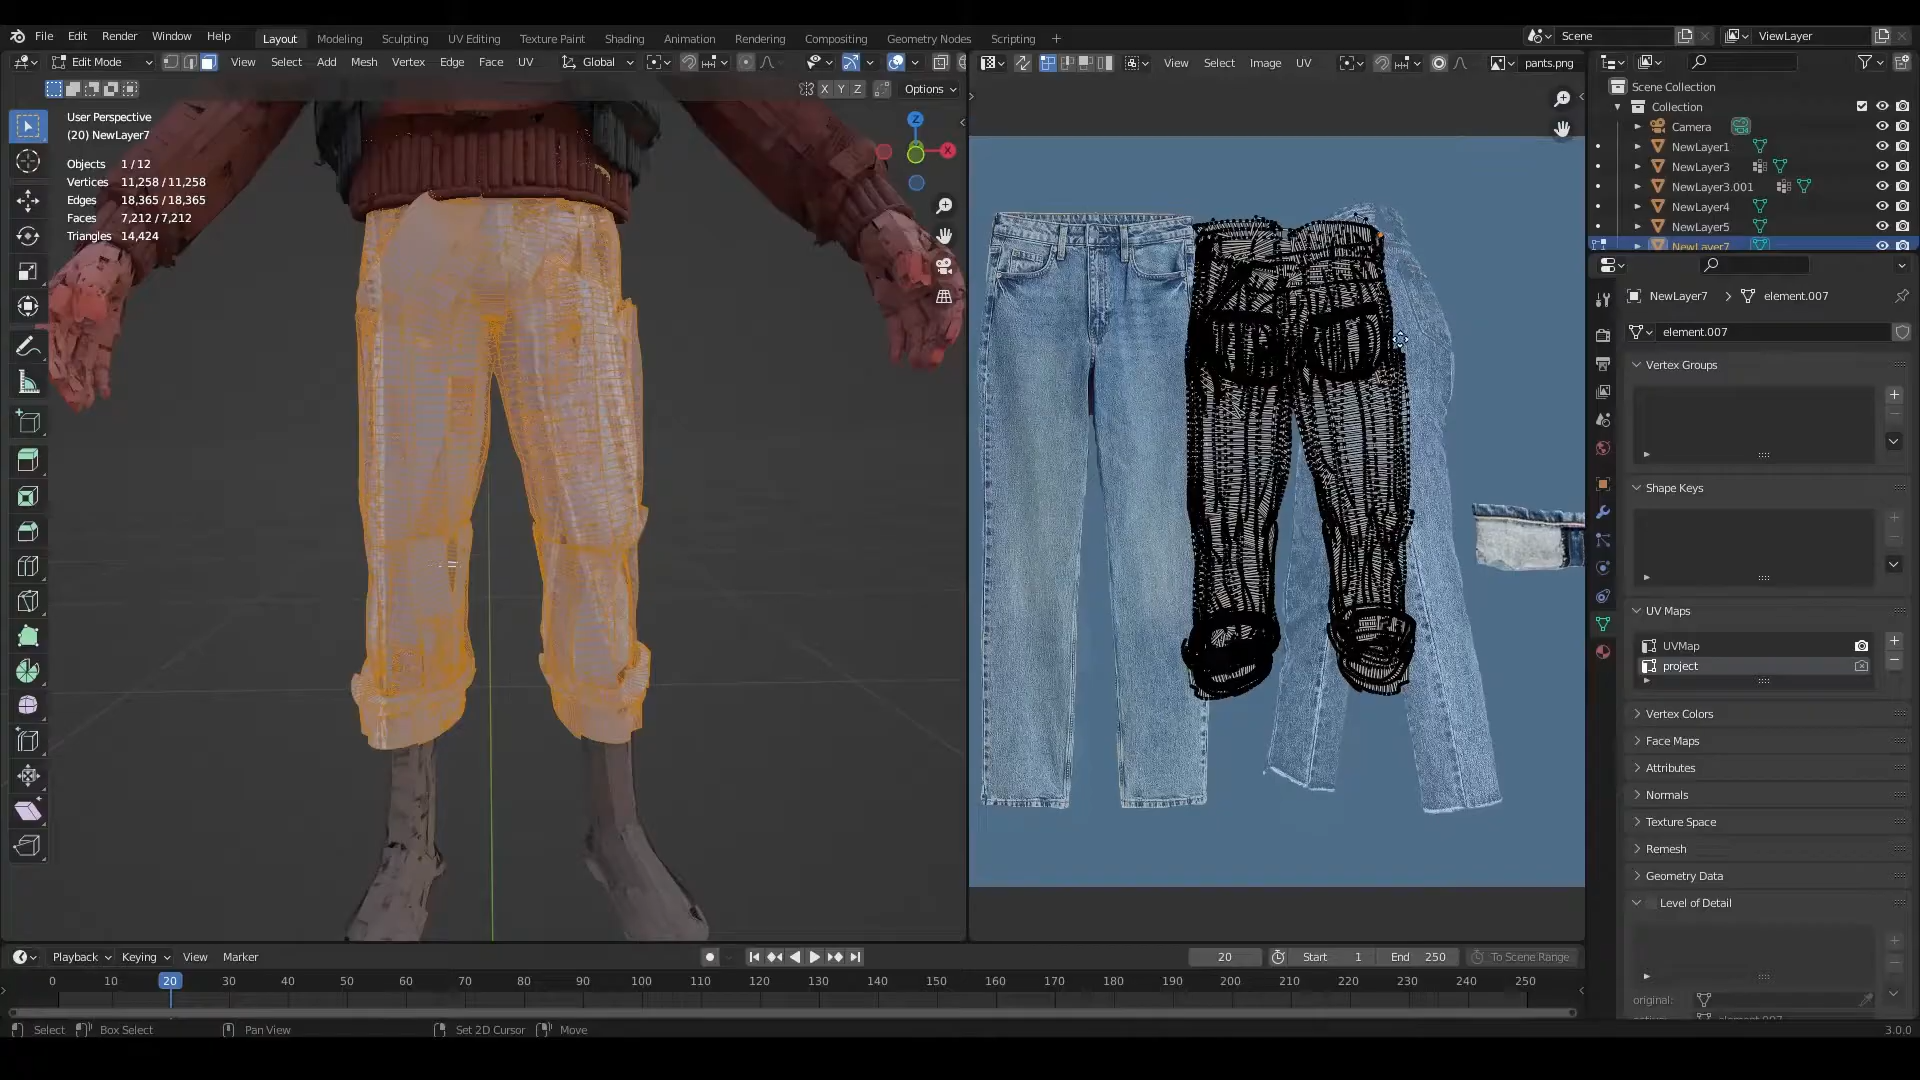 File Edit Render Window Help Layout Modeling Sculpting UV Editing Texture Paint Shading Animation Rendering Compositing Geometry Nodes Scripting + Scene ViewLayer
Edit Mode View Select Add Mesh Vertex Edge Face UV Global View Select Image UV pants.png
X Y Z Options
User Perspective
(20) NewLayer7
Objects 1 / 12
Vertices 11,258 / 11,258
Edges 18,365 / 18,365
Faces 7,212 / 7,212
Triangles 14,424
Z
X
Scene Collection
Collection
Camera
NewLayer1
NewLayer3
NewLayer3.001
NewLayer4
NewLayer5
NewLayer7
NewLayer7 > element.007
element.007
Vertex Groups
Shape Keys
UV Maps
UVMap
project
Vertex Colors
Face Maps
Attributes
Normals
Texture Space
Remesh
Geometry Data
Level of Detail
original:
Playback Keying View Marker 20 Start 1 End 250 To Scene Range
0 10 20 30 40 50 60 70 80 90 100 110 120 130 140 150 160 170 180 190 200 210 220 230 240 250
Select Box Select Pan View Set 2D Cursor Move 3.0.0